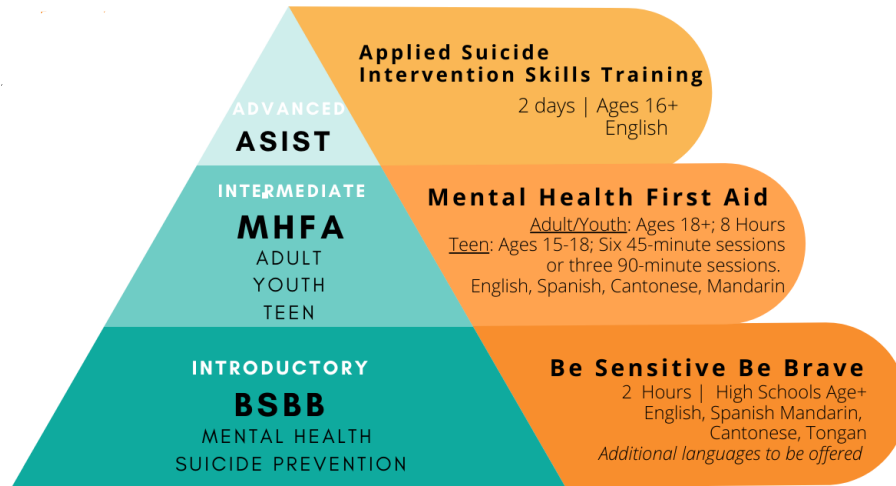 ADVANCED
ASIST
Applied Suicide
Intervention Skills Training
2 days | Ages 16+
English
INTERMEDIATE
MHFA
ADULT
YOUTH
TEEN
Mental Health First Aid
Adult/Youth: Ages 18+; 8 Hours
Teen: Ages 15-18; Six 45-minute sessions
or three 90-minute sessions.
English, Spanish, Cantonese, Mandarin
INTRODUCTORY
BSBB
MENTAL HEALTH
SUICIDE PREVENTION
Be Sensitive Be Brave
2 Hours | High Schools Age+
English, Spanish Mandarin,
Cantonese, Tongan
Additional languages to be offered